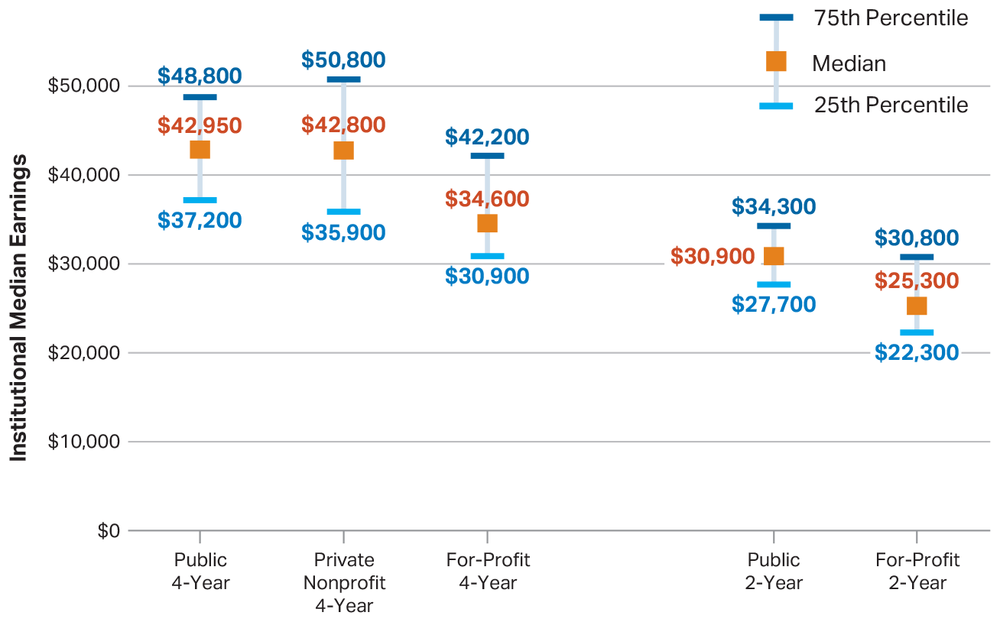 75th Percentile
Median
25th Percentile
Institutional Median Earnings
$50,000
$40,000
$30,000
$20,000
$10,000
$0
$48,800
$42,950
$37,200
$50,800
$42,800
$35,900
$42,200
$34,600
$30,900
$34,300
$30,900
$27,700
$30,800
$25,300
$22,300
Public
4-Year
Private
Nonprofit
4-Year
For-Profit
4-Year
Public
2-Year
For-Profit
2-Year